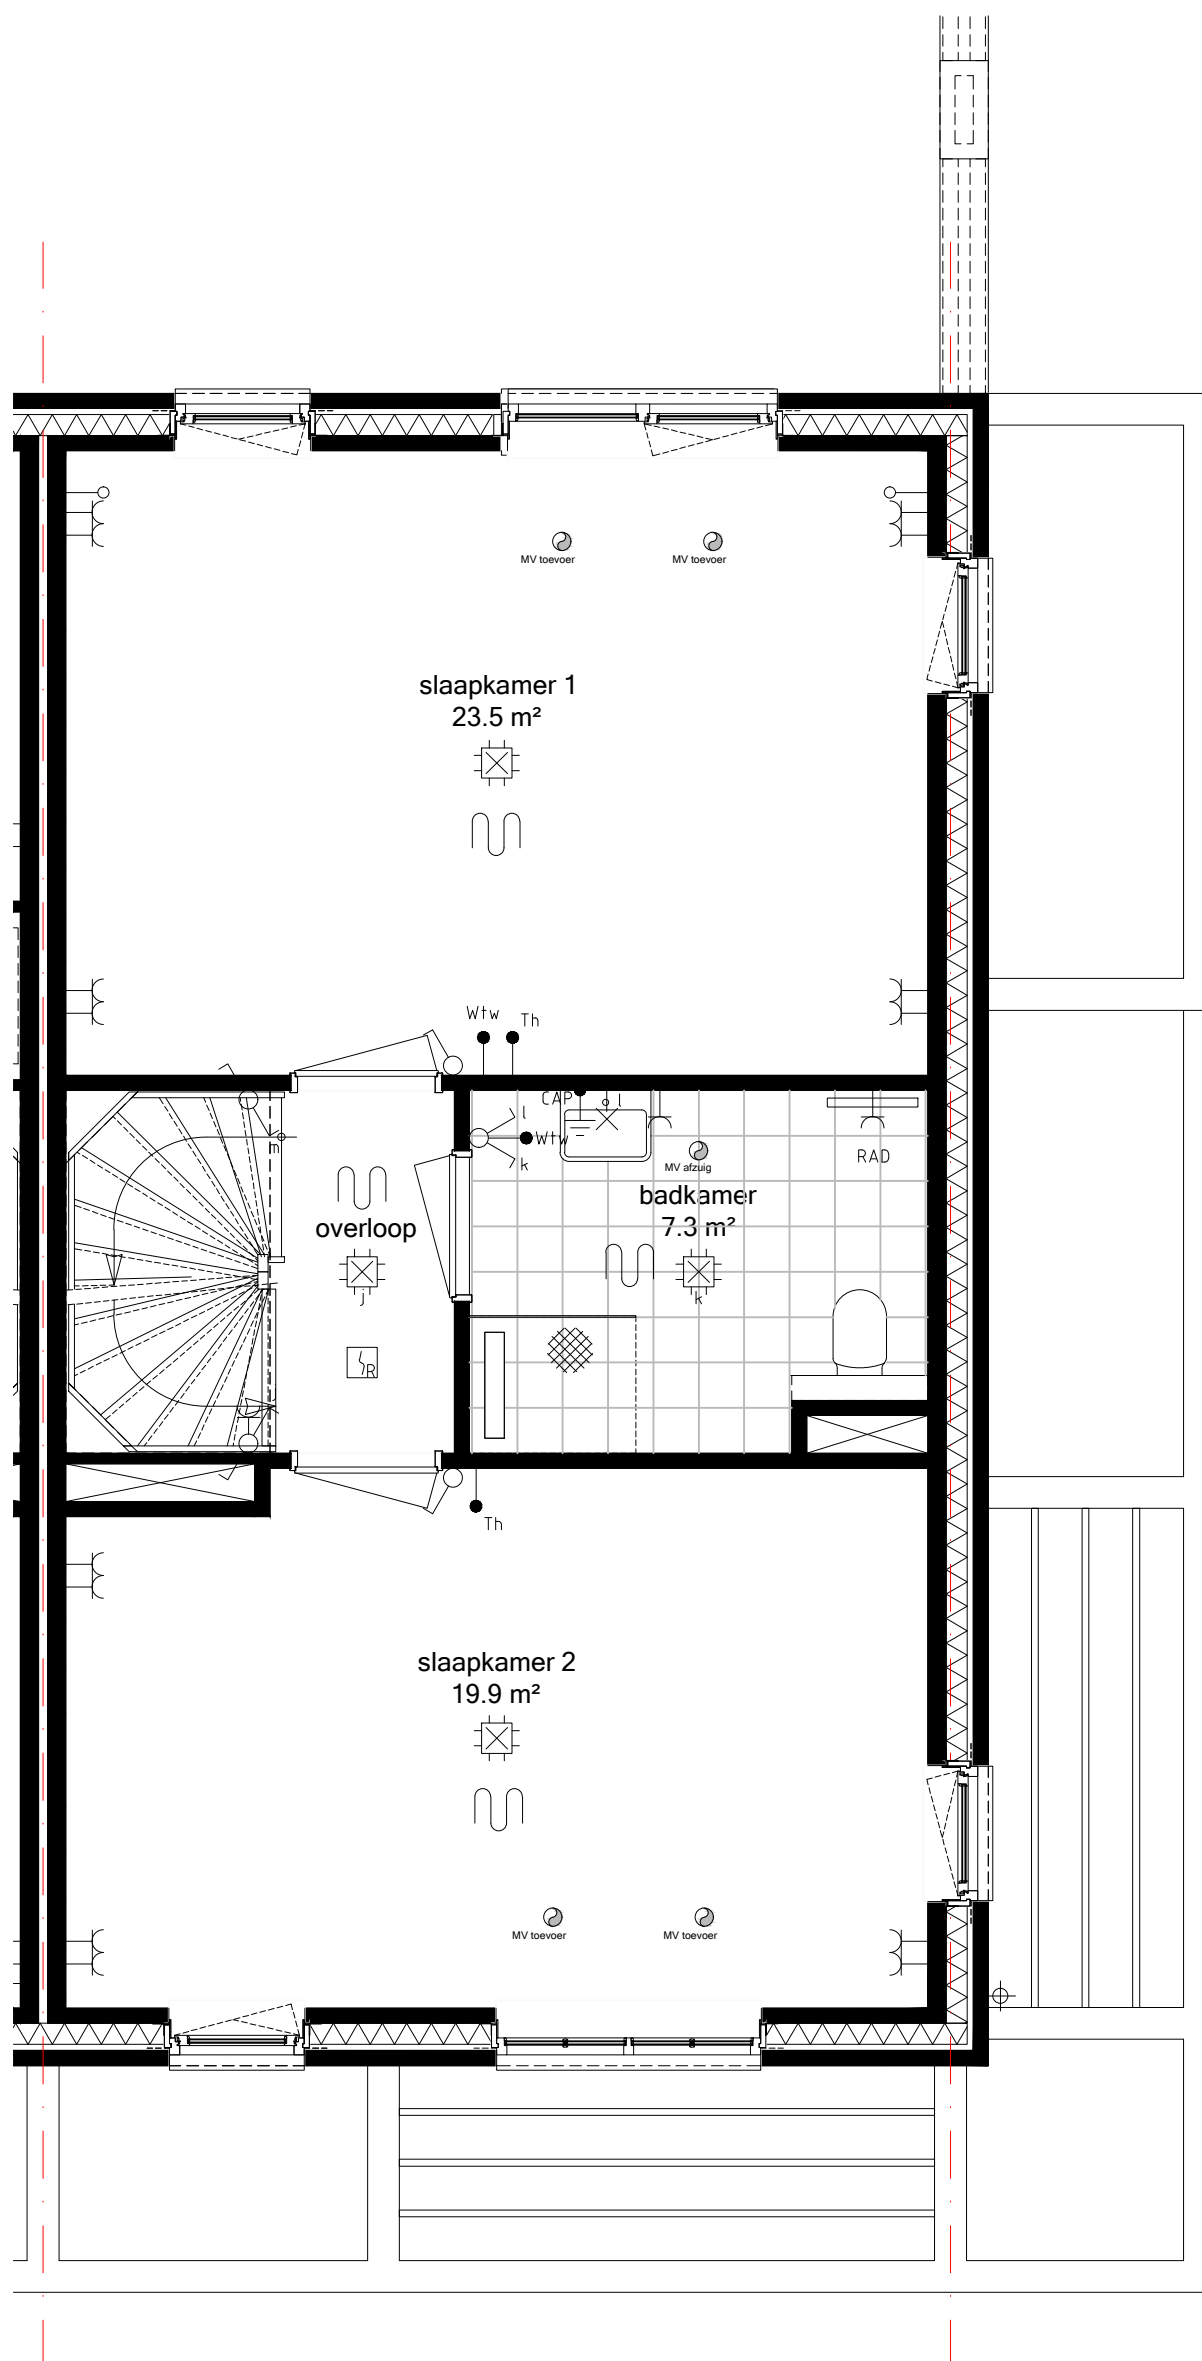 MV toevoer
MV toevoer
slaapkamer 1
23.5 m²
Wtw
Th
CAP
l
l
Wtw
k
m
MV afzuig
RAD
badkamer
7.3 m²
overloop
j
k
R
Th
slaapkamer 2
19.9 m²
MV toevoer
MV toevoer